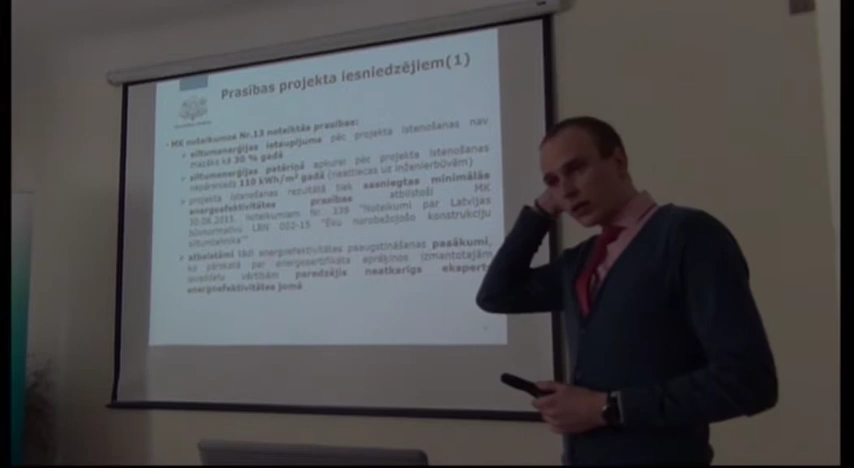 Prasības projekta iesniedzējiem(1)
MK noteikumos Nr.13 noteiktās prasības:
siltumenerģijas ietaupījums pēc projekta īstenošanas nav
mazāks kā 30 % gadā
siltumenerģijas patēriņš apkurei pēc projekta īstenošanas
nepārsniedz 110 kWh/m² gadā (neattiecas uz inženierbūvēm)
projekta īstenošanas rezultātā tiek sasniegtas minimālās
energoefektivitātes prasības atbilstoši MK
30.06.2015. noteikumiem Nr. 339 "Noteikumi par Latvijas
būvnormatīvu LBN 002-15 "Ēku norobežojošo konstrukciju
siltumtehnika""
atbalstāmi tādi energoefektivitātes paaugstināšanas pasākumi,
ko pārskatā par energosertifikāta aprēķinos izmantotajām
ievaddatu vērtībām paredzējis neatkarīgs eksperts
energoefektivitātes jomā